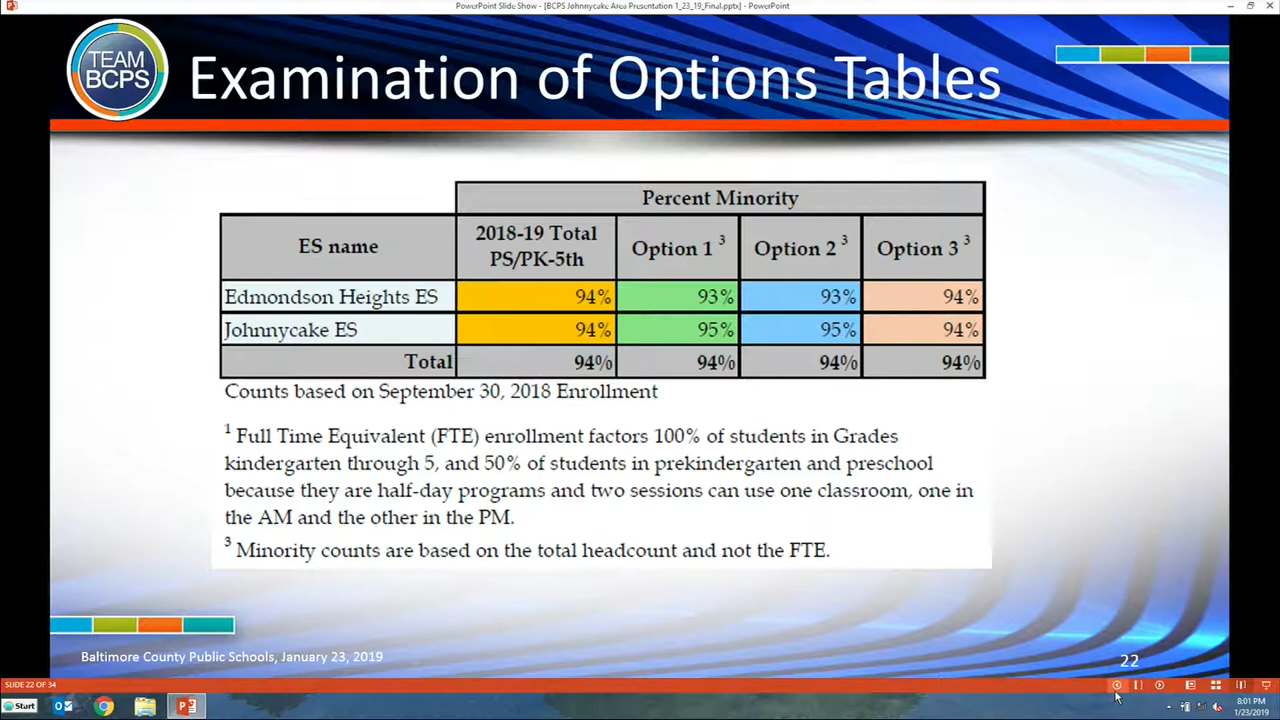 PowerPoint Slide Show - [BCPS Johnnycake Area Presentation 1_23_19_Final.pptx] - PowerPoint
TEAM
BCPS
Examination of Options Tables
Percent Minority
ES name
2018-19 Total
PS/PK-5th
Option 1 3
Option 2 3
Option 3 3
Edmondson Heights ES 94% 93% 93% 94%
Johnnycake ES 94% 95% 95% 94%
Total 94% 94% 94% 94%
Counts based on September 30, 2018 Enrollment
1 Full Time Equivalent (FTE) enrollment factors 100% of students in Grades
kindergarten through 5, and 50% of students in prekindergarten and preschool
because they are half-day programs and two sessions can use one classroom, one in
the AM and the other in the PM.
3 Minority counts are based on the total headcount and not the FTE.
Baltimore County Public Schools, January 23, 2019
22
SLIDE 22 OF 34
Start
8:01 PM
1/23/2019